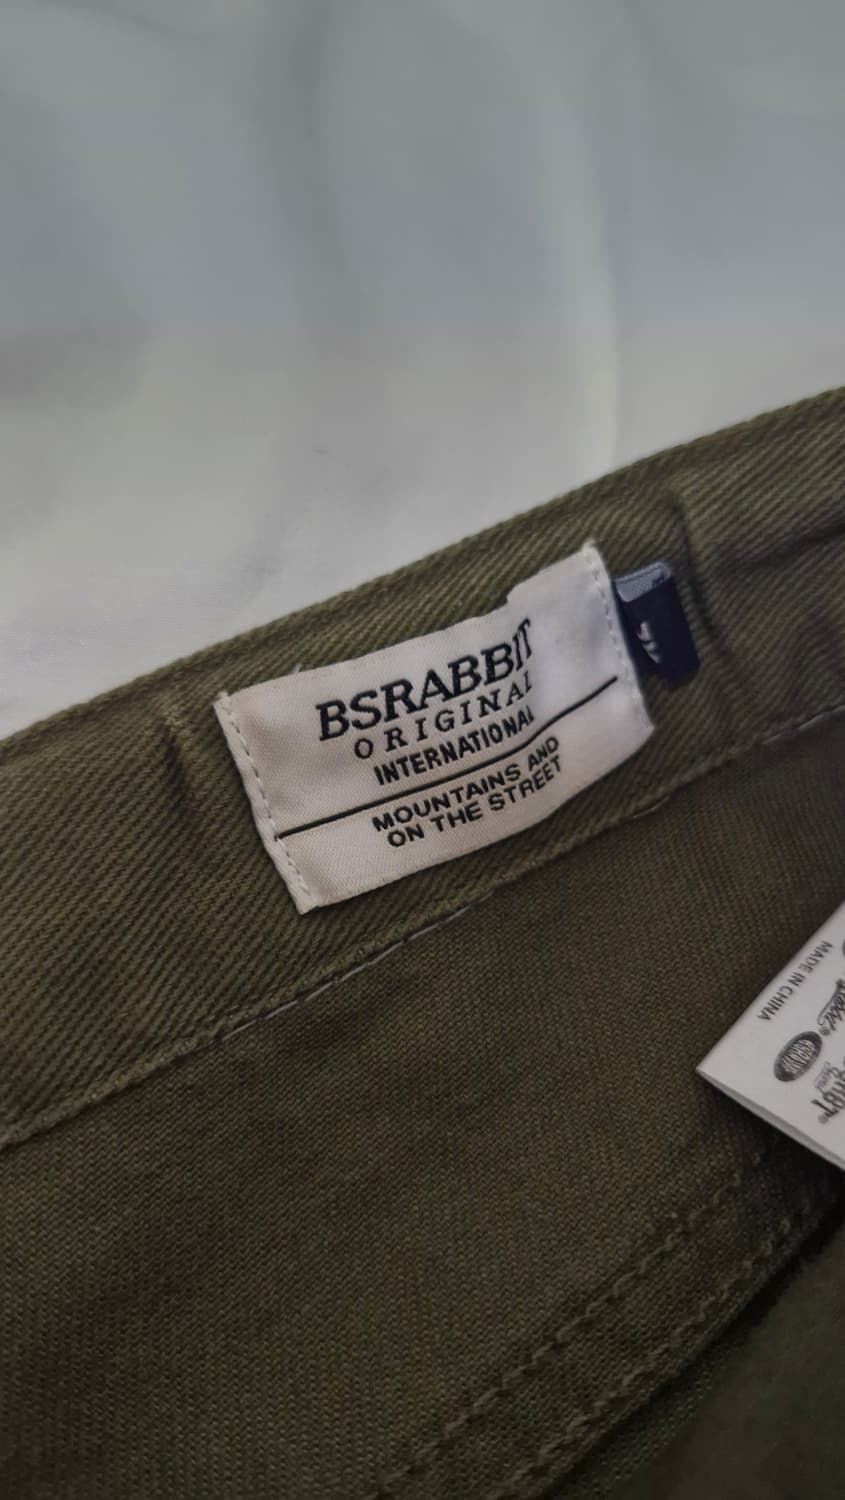 BSRABBIT
ORIGINAL
INTERNATIONAL
MOUNTAINS AND
ON THE STREET
MADE IN CHINA